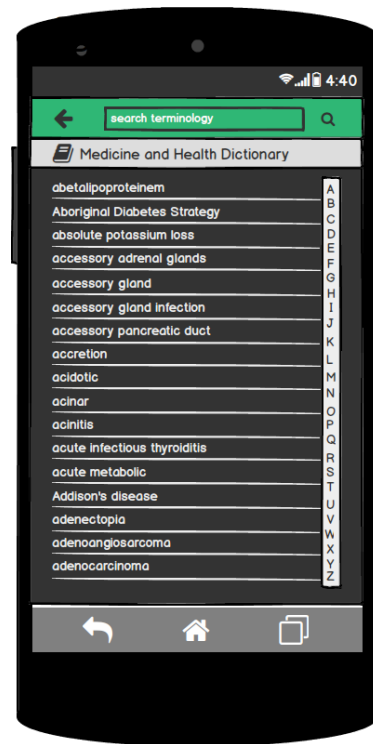 4:40
search terminology
Medicine and Health Dictionary
abetalipoproteinem
Aboriginal Diabetes Strategy
absolute potassium loss
accessory adrenal glands
accessory gland
accessory gland infection
accessory pancreatic duct
accretion
acidotic
acinar
acinitis
acute infectious thyroiditis
acute metabolic
Addison's disease
adenectopia
adenoangiosarcoma
adenocarcinoma
A
B
C
D
E
F
G
H
I
J
K
L
M
N
O
P
Q
R
S
T
U
V
W
X
Y
Z